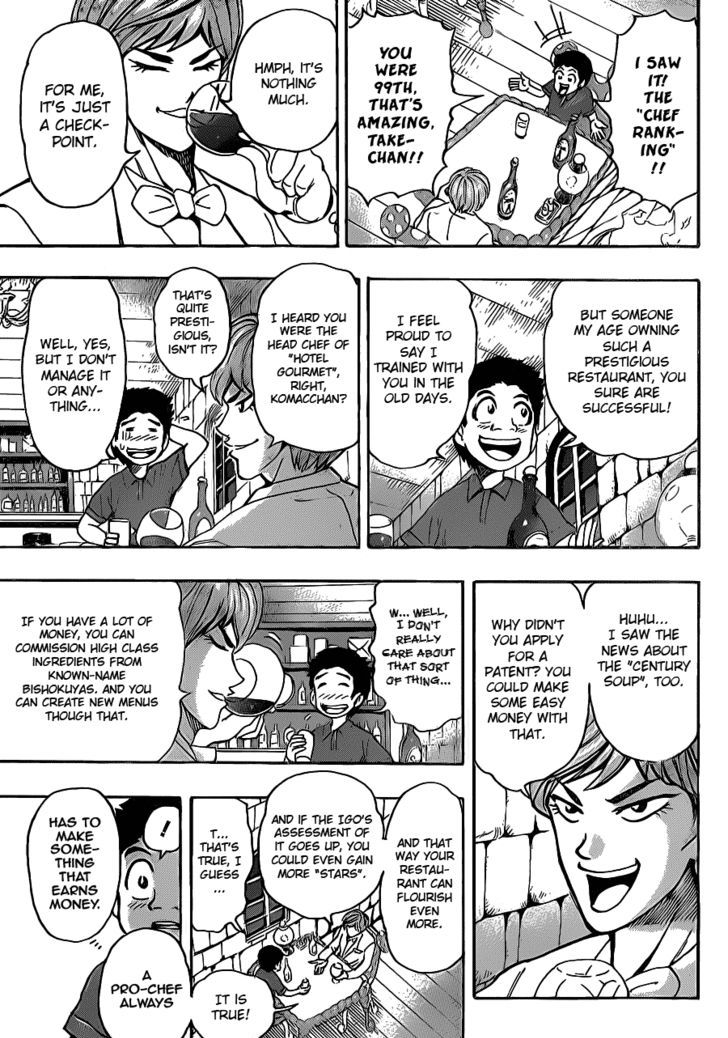 I SAW
IT!
THE
"CHEF
RANK-
ING"
!!
YOU
WERE
99TH,
THAT'S
AMAZING,
TAKE-
CHAN!!
HMPH, IT'S
NOTHING
MUCH.
FOR ME,
IT'S JUST
A CHECK-
POINT.
BUT SOMEONE
MY AGE OWNING
SUCH A
PRESTIGIOUS
RESTAURANT, YOU
SURE ARE
SUCCESSFUL!
I FEEL
PROUD TO
SAY I
TRAINED WITH
YOU IN THE
OLD DAYS.
I HEARD YOU
WERE THE
HEAD CHEF OF
"HOTEL
GOURMET",
RIGHT,
KOMACCHAN?
THAT'S
QUITE
PRESTI-
GIOUS,
ISN'T IT?
WELL, YES,
BUT I DON'T
MANAGE IT
OR ANY-
THING...
HUHU...
I SAW THE
NEWS ABOUT
THE
"CENTURY
SOUP", TOO.
WHY DIDN'T
YOU APPLY
FOR A
PATENT? YOU
COULD MAKE
SOME EASY
MONEY WITH
THAT.
W... WELL,
I DON'T
REALLY
CARE ABOUT
THAT SORT
OF THING...
IF YOU HAVE A LOT OF
MONEY, YOU CAN
COMMISSION HIGH CLASS
INGREDIENTS FROM
KNOWN-NAME
BISHOKUYAS. AND YOU
CAN CREATE NEW MENUS
THOUGH THAT.
AND THAT
WAY YOUR
RESTAU-
RANT CAN
FLOURISH
EVEN
MORE.
AND IF THE IGO'S
ASSESSMENT OF
IT GOES UP, YOU
COULD EVEN GAIN
MORE "STARS".
T...
THAT'S
TRUE, I
GUESS
...
IT IS
TRUE!
!
A
PRO-CHEF
ALWAYS
HAS TO
MAKE
SOME-
THING
THAT
EARNS
MONEY.